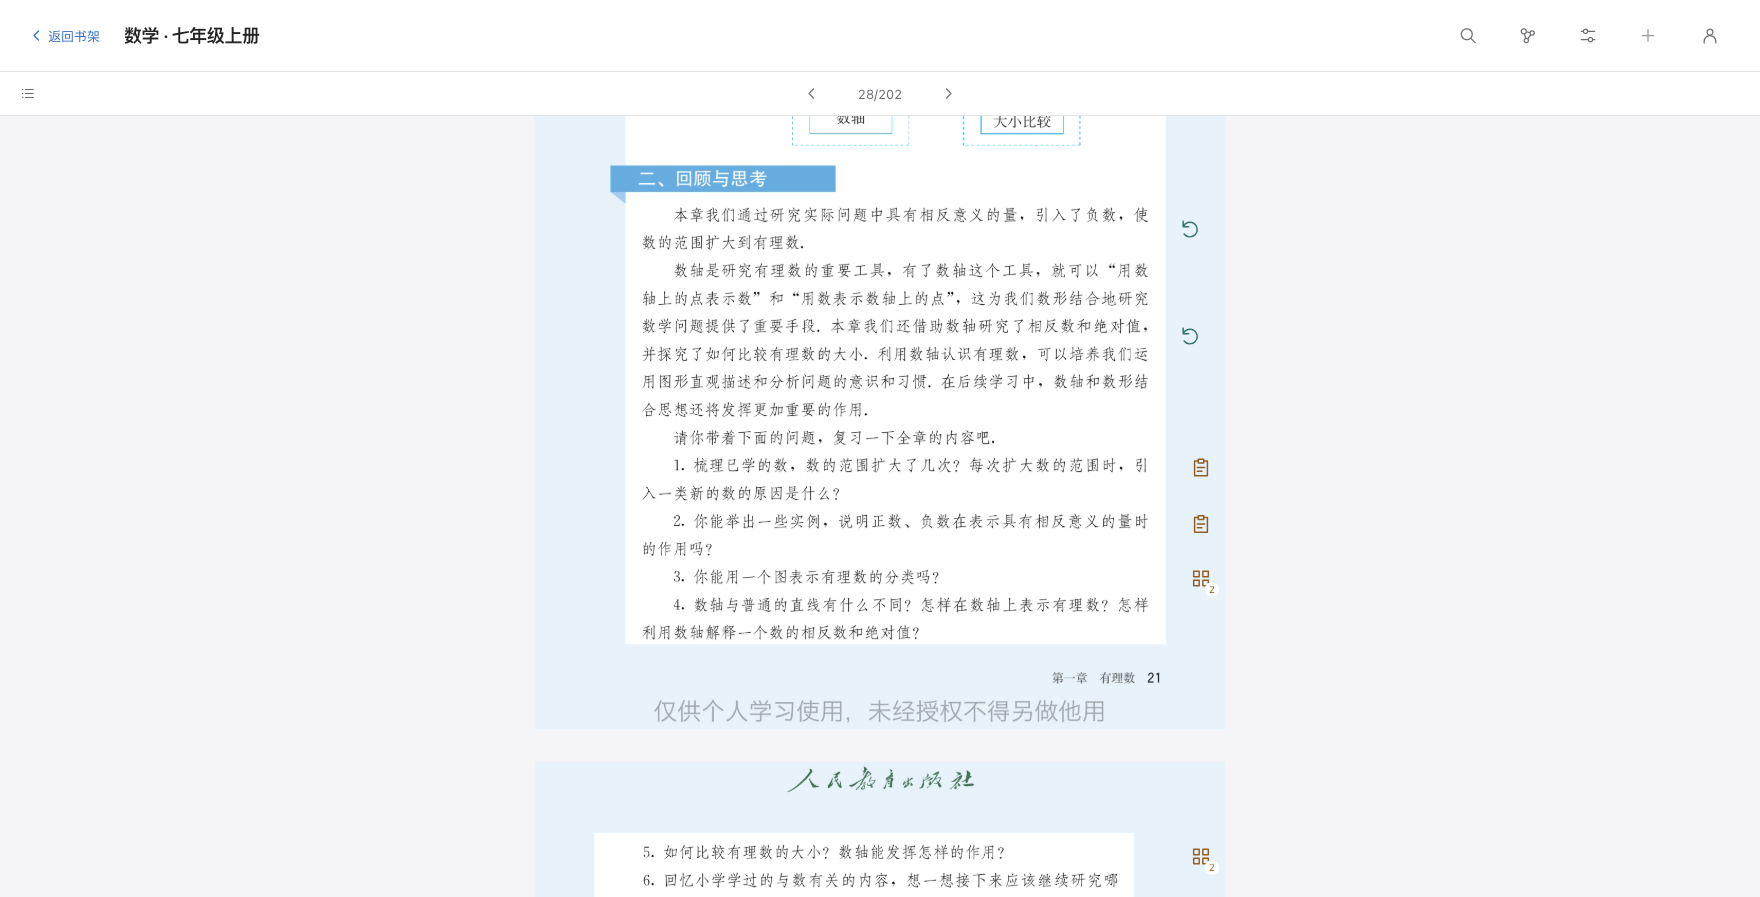 返回书架
数学 · 七年级上册
28/202
数轴
大小比较
二、回顾与思考
本章我们通过研究实际问题中具有相反意义的量，引入了负数，使
数的范围扩大到有理数．
数轴是研究有理数的重要工具，有了数轴这个工具，就可以“用数
轴上的点表示数”和“用数表示数轴上的点”，这为我们数形结合地研究
数学问题提供了重要手段．本章我们还借助数轴研究了相反数和绝对值，
并探究了如何比较有理数的大小．利用数轴认识有理数，可以培养我们运
用图形直观描述和分析问题的意识和习惯．在后续学习中，数轴和数形结
合思想还将发挥更加重要的作用．
请你带着下面的问题，复习一下全章的内容吧．
1. 梳理已学的数，数的范围扩大了几次？每次扩大数的范围时，引
入一类新的数的原因是什么？
2. 你能举出一些实例，说明正数、负数在表示具有相反意义的量时
的作用吗？
3. 你能用一个图表示有理数的分类吗？
2
4. 数轴与普通的直线有什么不同？怎样在数轴上表示有理数？怎样
利用数轴解释一个数的相反数和绝对值？
第一章 有理数 21
仅供个人学习使用，未经授权不得另做他用
人民教育出版社
5. 如何比较有理数的大小？数轴能发挥怎样的作用？
2
6. 回忆小学学过的与数有关的内容，想一想接下来应该继续研究哪